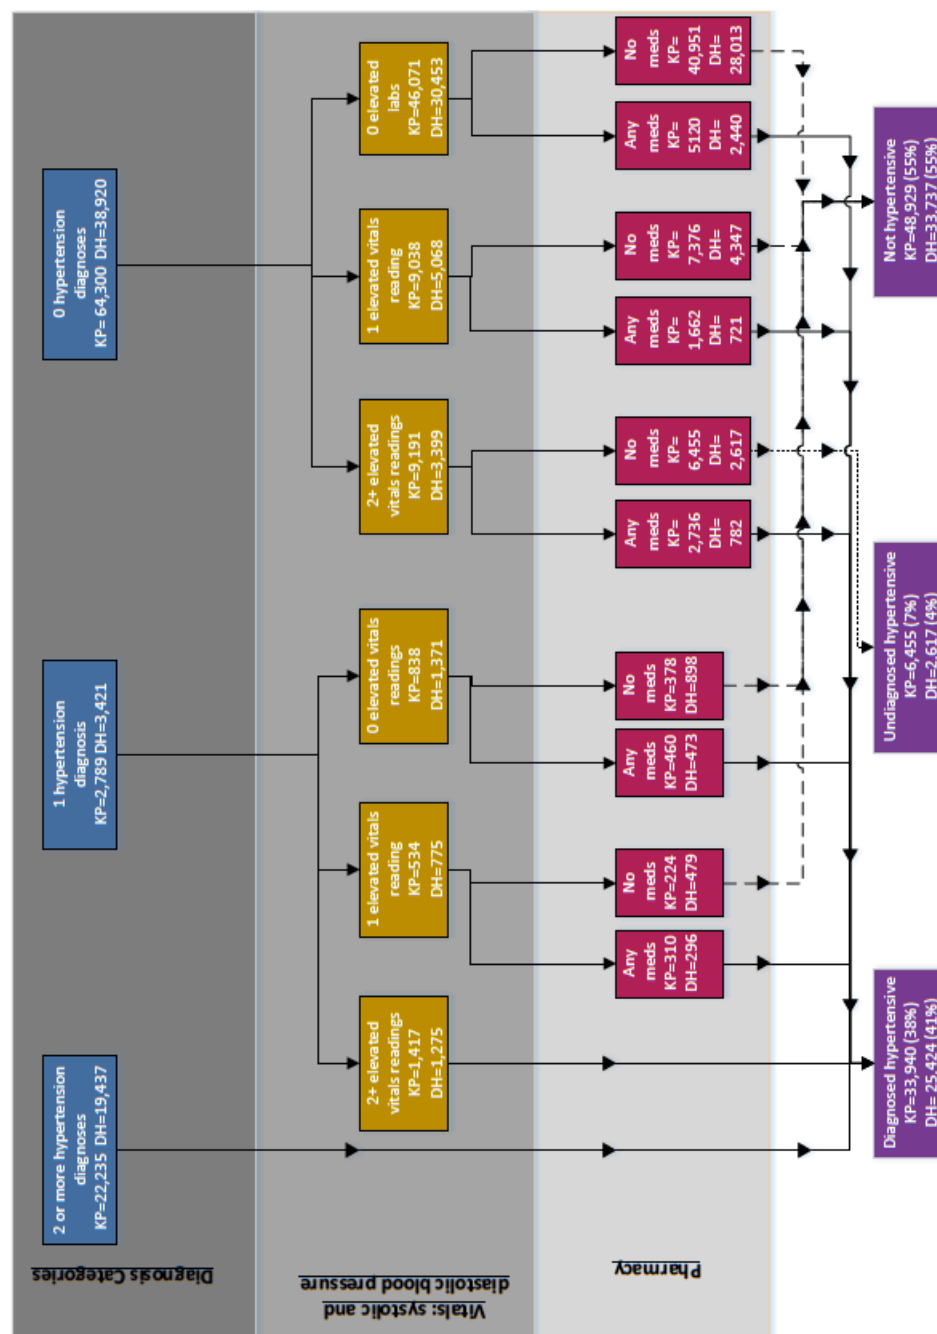 Diagnosis Categories
2 or more hypertension
diagnoses
KP=22,235 DH=19,437
1 hypertension
diagnosis
KP=2,789 DH=3,421
0 hypertension
diagnoses
KP= 64,300 DH=38,920
Vitals: systolic and
diastolic blood pressure
2+ elevated
vitals readings
KP=1,417
DH=1,275
1 elevated vitals
reading
KP=534
DH=775
0 elevated vitals
readings
KP=838
DH=1,371
2+ elevated
vitals readings
KP=9,191
DH=3,399
1 elevated vitals
reading
KP=9,038
DH=5,068
0 elevated
labs
KP=46,071
DH=30,453
Pharmacy
Any
meds
KP=310
DH=296
No
meds
KP=224
DH=479
Any
meds
KP=460
DH=473
No
meds
KP=378
DH=898
Any
meds
KP=
2,736
DH=
782
No
meds
KP=
6,455
DH=
2,617
Any
meds
KP=
1,662
DH=
721
No
meds
KP=
7,376
DH=
4,347
Any
meds
KP=
5120
DH=
2,440
No
meds
KP=
40,951
DH=
28,013
Diagnosed hypertensive
KP=33,940 (38%)
DH= 25,424 (41%)
Undiagnosed hypertensive
KP=6,455 (7%)
DH=2,617 (4%)
Not hypertensive
KP=48,929 (55%)
DH=33,737 (55%)